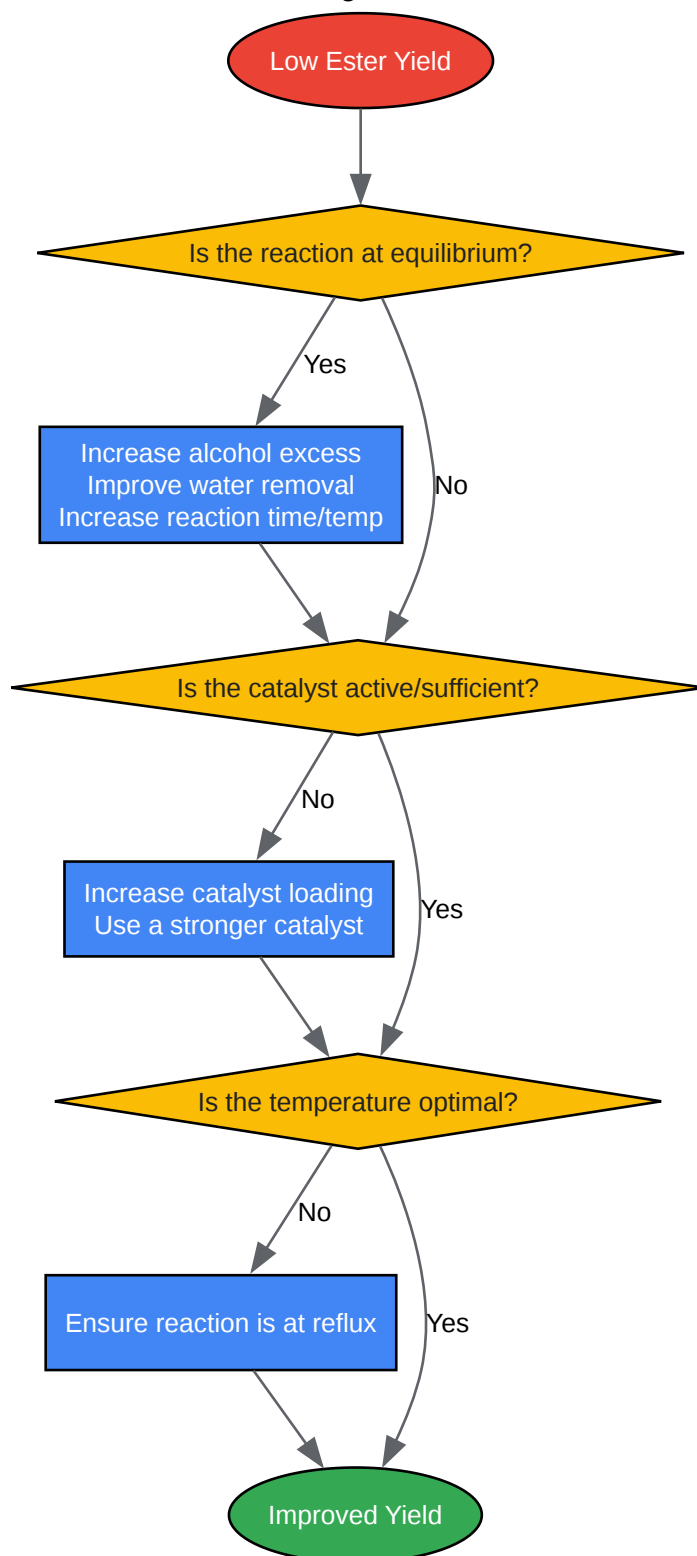 Low Ester Yield
Is the reaction at equilibrium?
Yes
Increase alcohol excess
Improve water removal
Increase reaction time/temp
No
Is the catalyst active/sufficient?
No
Increase catalyst loading
Use a stronger catalyst
Yes
Is the temperature optimal?
No
Ensure reaction is at reflux
Yes
Improved Yield